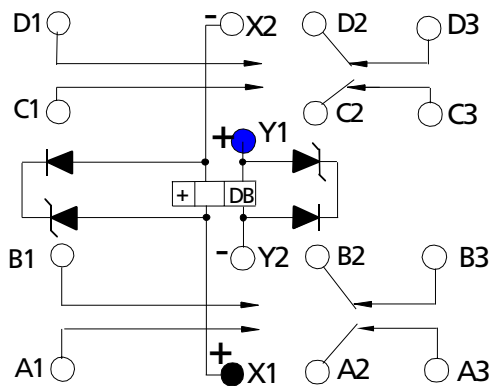 D1 - X2 D2 D3
C1 C2 C3
+ Y1
+ DB
B1 - Y2 B2 B3
+
A1 X1 A2 A3